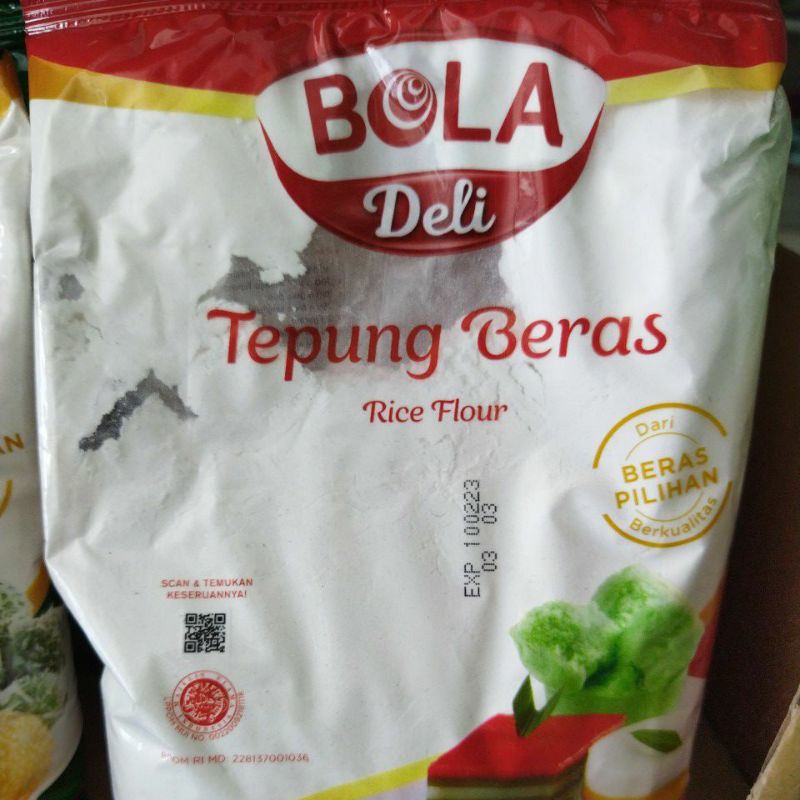 BOLA
Deli
Tepung Beras
Rice Flour
Dari
BERAS
PILIHAN
Berkualitas
EXP 100223
03 03
SCAN & TEMUKAN
KESERUANNYA!
RI MD: 228137001036
AN